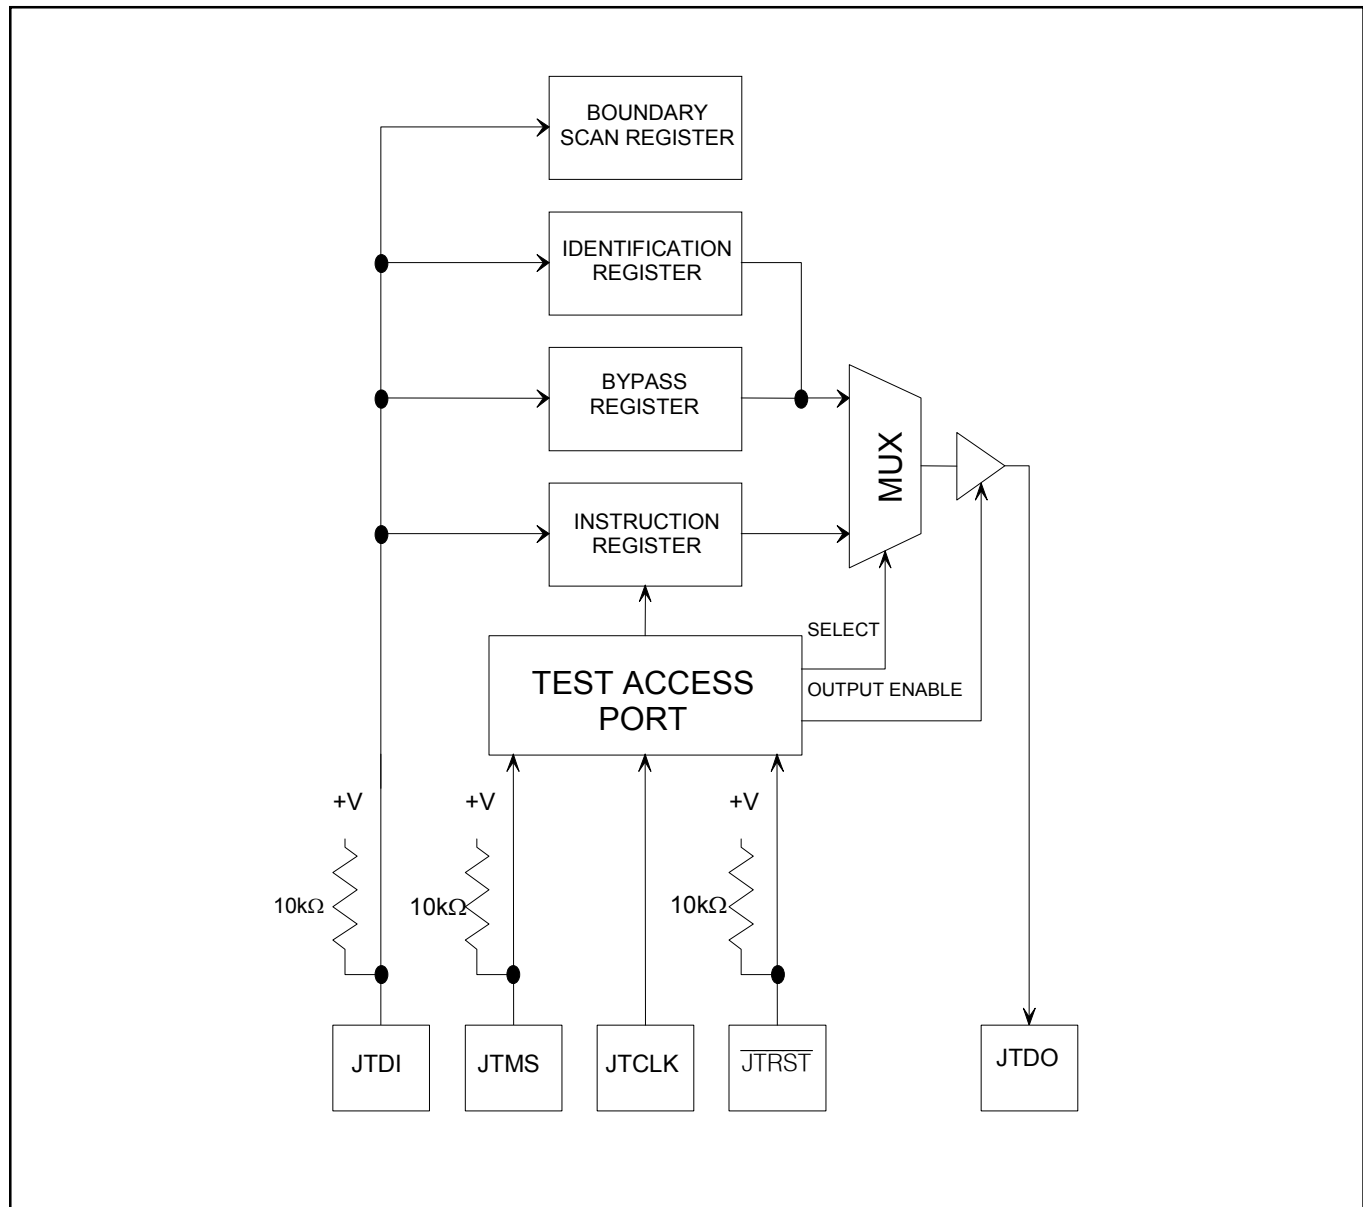 BOUNDARY
SCAN REGISTER
IDENTIFICATION
REGISTER
BYPASS
REGISTER
MUX
INSTRUCTION
REGISTER
SELECT
TEST ACCESS
PORT
OUTPUT ENABLE
+V
+V
+V
10kΩ
10kΩ
10kΩ
JTDI
JTMS
JTCLK
JTRST
JTDO